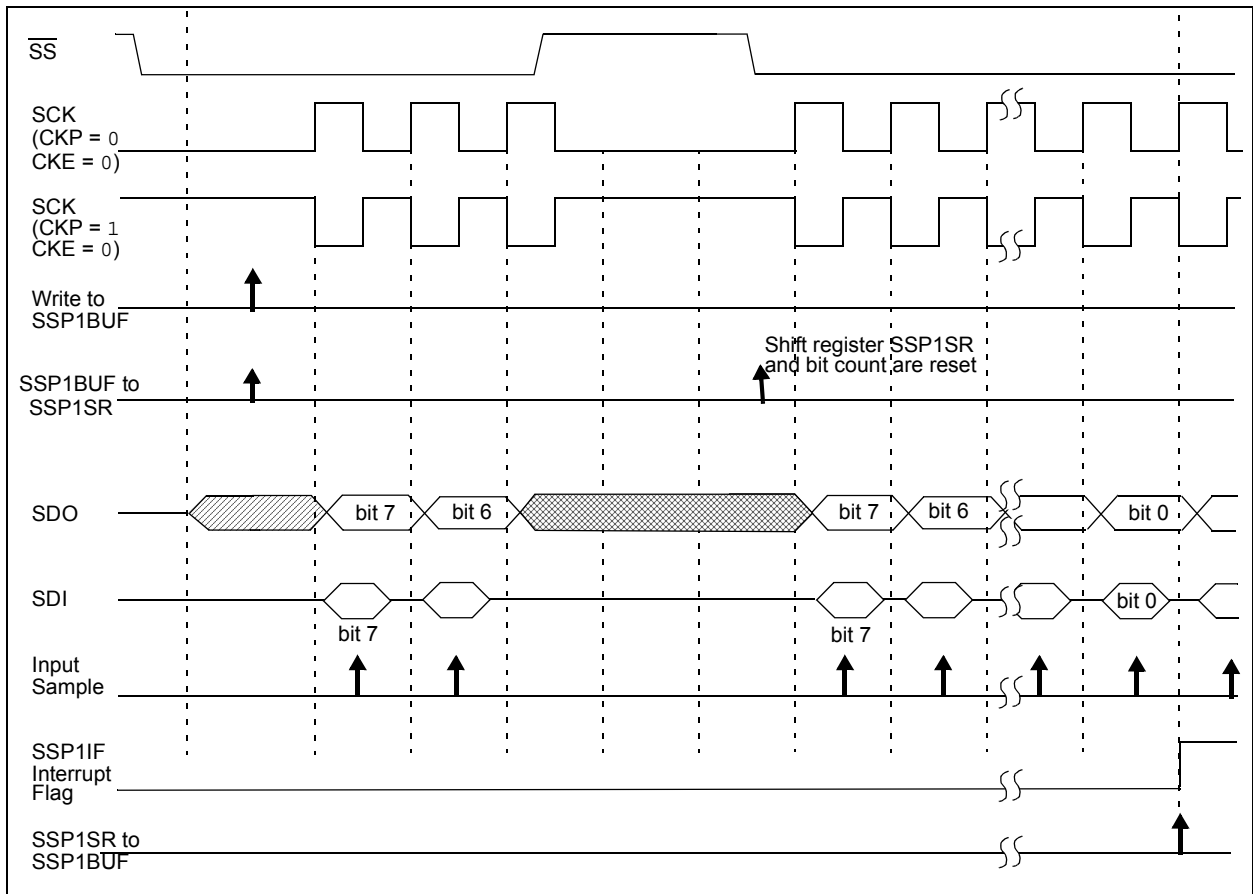 SS
SCK
(CKP = 0
CKE = 0)
SCK
(CKP = 1
CKE = 0)
Write to
SSP1BUF
Shift register SSP1SR
and bit count are reset
SSP1BUF to
SSP1SR
SDO
bit 7
bit 6
bit 7
bit 6
bit 0
SDI
bit 0
bit 7
bit 7
Input
Sample
SSP1IF
Interrupt
Flag
SSP1SR to
SSP1BUF